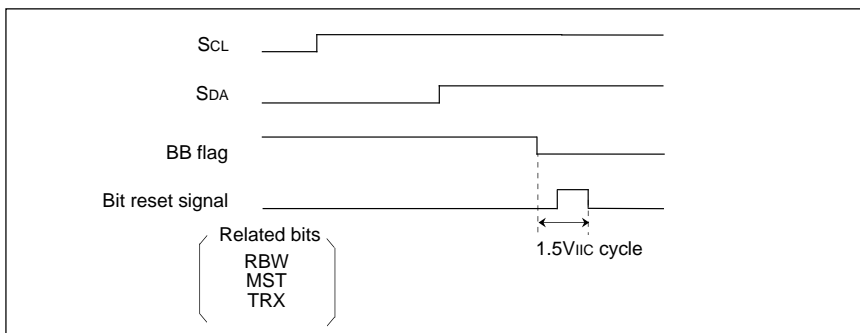 SCL
SDA
BB flag
Bit reset signal
Related bits
RBW
MST
TRX
1.5VIIC cycle